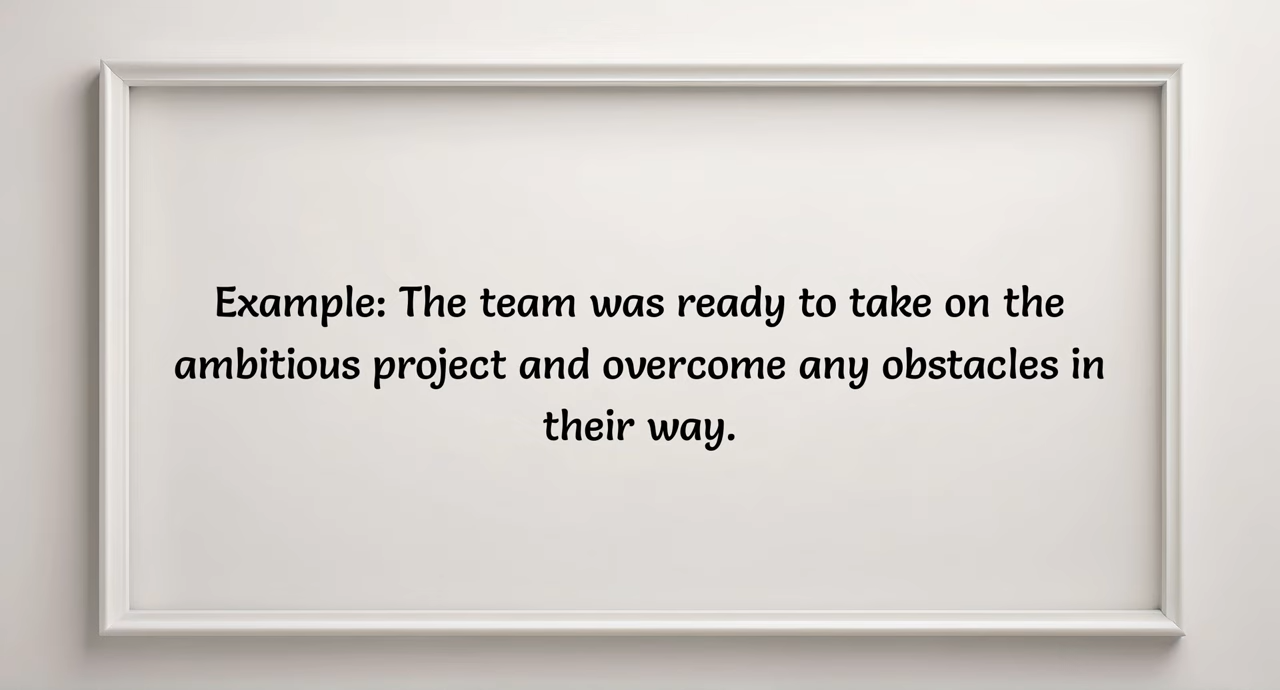 Example: The team was ready to take on the
ambitious project and overcome any obstacles in
their way.